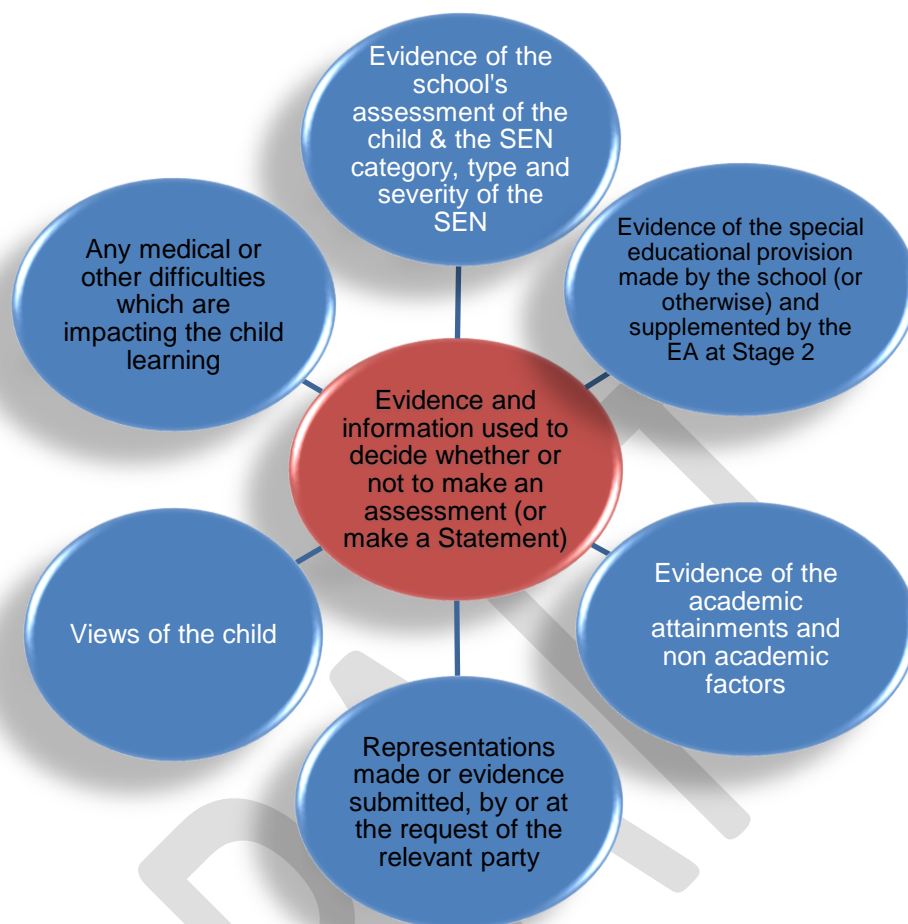 Evidence of the
school's
assessment of the
child & the SEN
category, type and
severity of the
SEN
Evidence of the special
educational provision
made by the school (or
otherwise) and
supplemented by the
EA at Stage 2
Any medical or
other difficulties
which are
impacting the child
learning
Evidence and
information used to
decide whether or
not to make an
assessment (or
make a Statement)
Evidence of the
academic
attainments and
non academic
factors
Views of the child
Representations
made or evidence
submitted, by or at
the request of the
relevant party